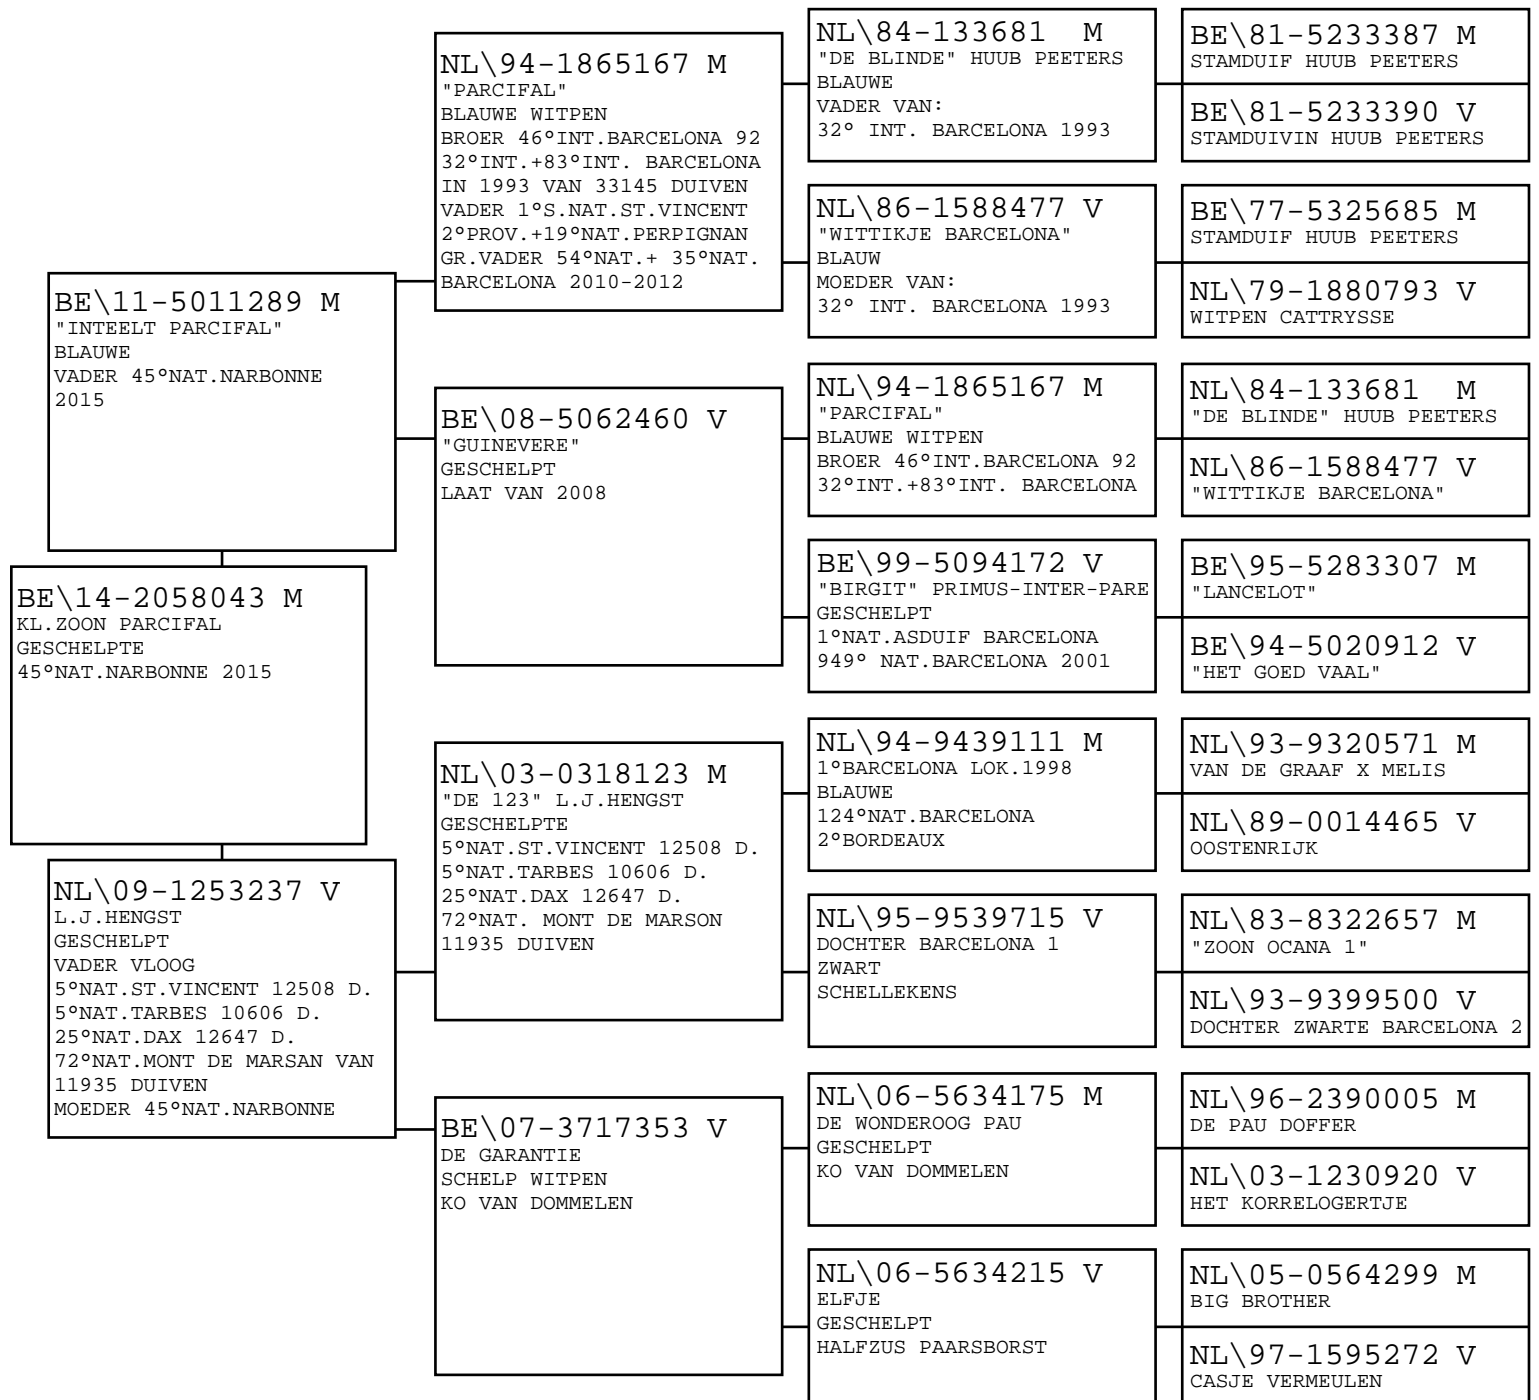 BE\14-2058043 M
KL.ZOON PARCIFAL
GESCHELPTE
45°NAT.NARBONNE 2015
BE\11-5011289 M
"INTEELT PARCIFAL"
BLAUWE
VADER 45°NAT.NARBONNE
2015
NL\09-1253237 V
L.J.HENGST
GESCHELPT
VADER VLOOG
5°NAT.ST.VINCENT 12508 D.
5°NAT.TARBES 10606 D.
25°NAT.DAX 12647 D.
72°NAT.MONT DE MARSAN VAN
11935 DUIVEN
MOEDER 45°NAT.NARBONNE
NL\94-1865167 M
"PARCIFAL"
BLAUWE WITPEN
BROER 46°INT.BARCELONA 92
32°INT.+83°INT. BARCELONA
IN 1993 VAN 33145 DUIVEN
VADER 1°S.NAT.ST.VINCENT
2°PROV.+19°NAT.PERPIGNAN
GR.VADER 54°NAT.+ 35°NAT.
BARCELONA 2010-2012
BE\08-5062460 V
"GUINEVERE"
GESCHELPT
LAAT VAN 2008
NL\03-0318123 M
"DE 123" L.J.HENGST
GESCHELPTE
5°NAT.ST.VINCENT 12508 D.
5°NAT.TARBES 10606 D.
25°NAT.DAX 12647 D.
72°NAT. MONT DE MARSON
11935 DUIVEN
BE\07-3717353 V
DE GARANTIE
SCHELP WITPEN
KO VAN DOMMELEN
NL\84-133681 M
"DE BLINDE" HUUB PEETERS
BLAUWE
VADER VAN:
32° INT. BARCELONA 1993
NL\86-1588477 V
"WITTIKJE BARCELONA"
BLAUW
MOEDER VAN:
32° INT. BARCELONA 1993
NL\94-1865167 M
"PARCIFAL"
BLAUWE WITPEN
BROER 46°INT.BARCELONA 92
32°INT.+83°INT. BARCELONA
BE\99-5094172 V
"BIRGIT" PRIMUS-INTER-PARE
GESCHELPT
1°NAT.ASDUIF BARCELONA
949° NAT.BARCELONA 2001
NL\94-9439111 M
1°BARCELONA LOK.1998
BLAUWE
124°NAT.BARCELONA
2°BORDEAUX
NL\95-9539715 V
DOCHTER BARCELONA 1
ZWART
SCHELLEKENS
NL\06-5634175 M
DE WONDEROOG PAU
GESCHELPT
KO VAN DOMMELEN
NL\06-5634215 V
ELFJE
GESCHELPT
HALFZUS PAARSBORST
BE\81-5233387 M
STAMDUIF HUUB PEETERS
BE\81-5233390 V
STAMDUIVIN HUUB PEETERS
BE\77-5325685 M
STAMDUIF HUUB PEETERS
NL\79-1880793 V
WITPEN CATTRYSSE
NL\84-133681 M
"DE BLINDE" HUUB PEETERS
NL\86-1588477 V
"WITTIKJE BARCELONA"
BE\95-5283307 M
"LANCELOT"
BE\94-5020912 V
"HET GOED VAAL"
NL\93-9320571 M
VAN DE GRAAF X MELIS
NL\89-0014465 V
OOSTENRIJK
NL\83-8322657 M
"ZOON OCANA 1"
NL\93-9399500 V
DOCHTER ZWARTE BARCELONA 2
NL\96-2390005 M
DE PAU DOFFER
NL\03-1230920 V
HET KORRELOGERTJE
NL\05-0564299 M
BIG BROTHER
NL\97-1595272 V
CASJE VERMEULEN